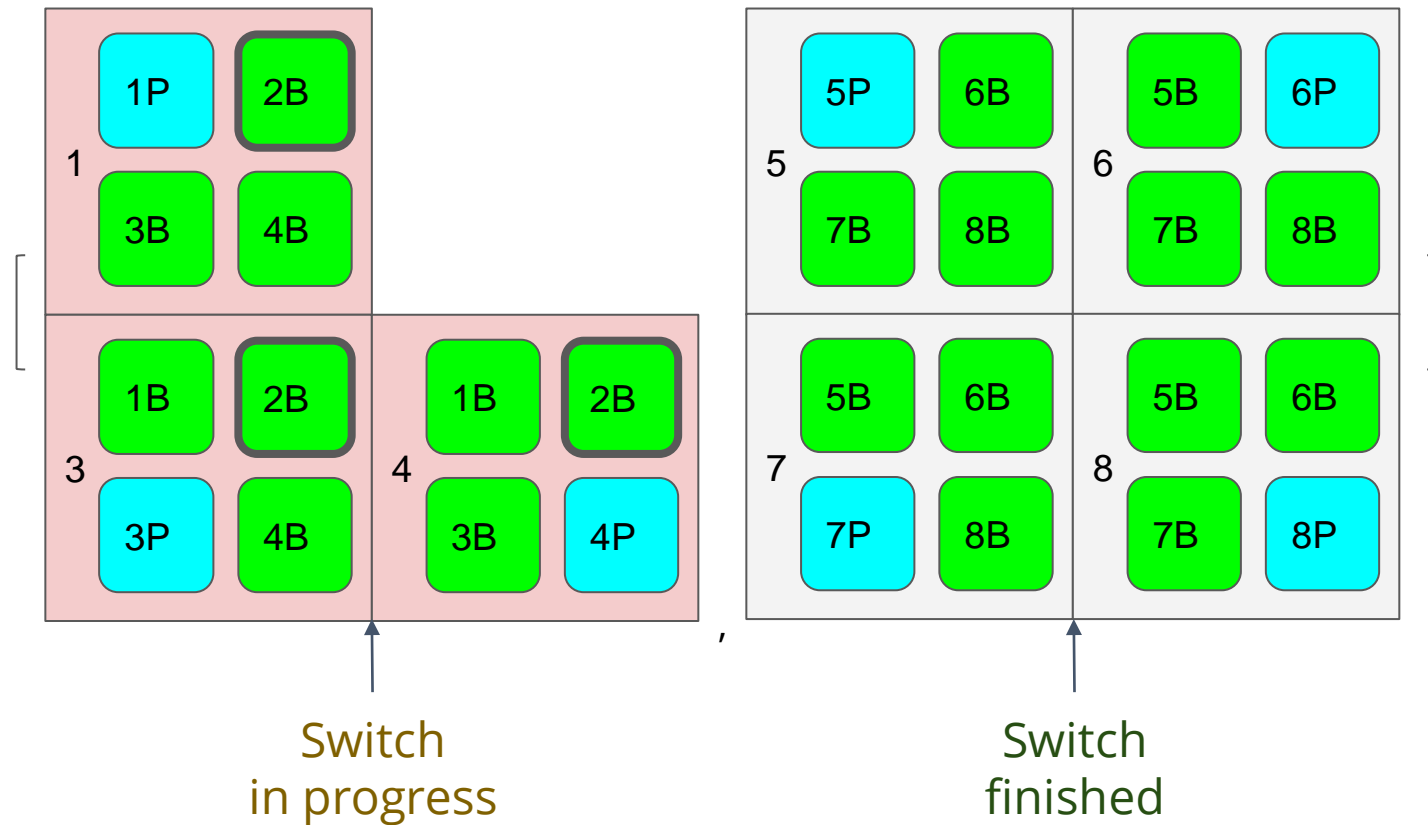 1P 2B
1
3B 4B
1B 2B
3
3P 4B
1B 2B
4
3B 4P
,
5P 6B
5
7B 8B
5B 6P
6
7B 8B
5B 6B
7
7P 8B
5B 6B
8
7B 8P
Switch
in progress
Switch
finished